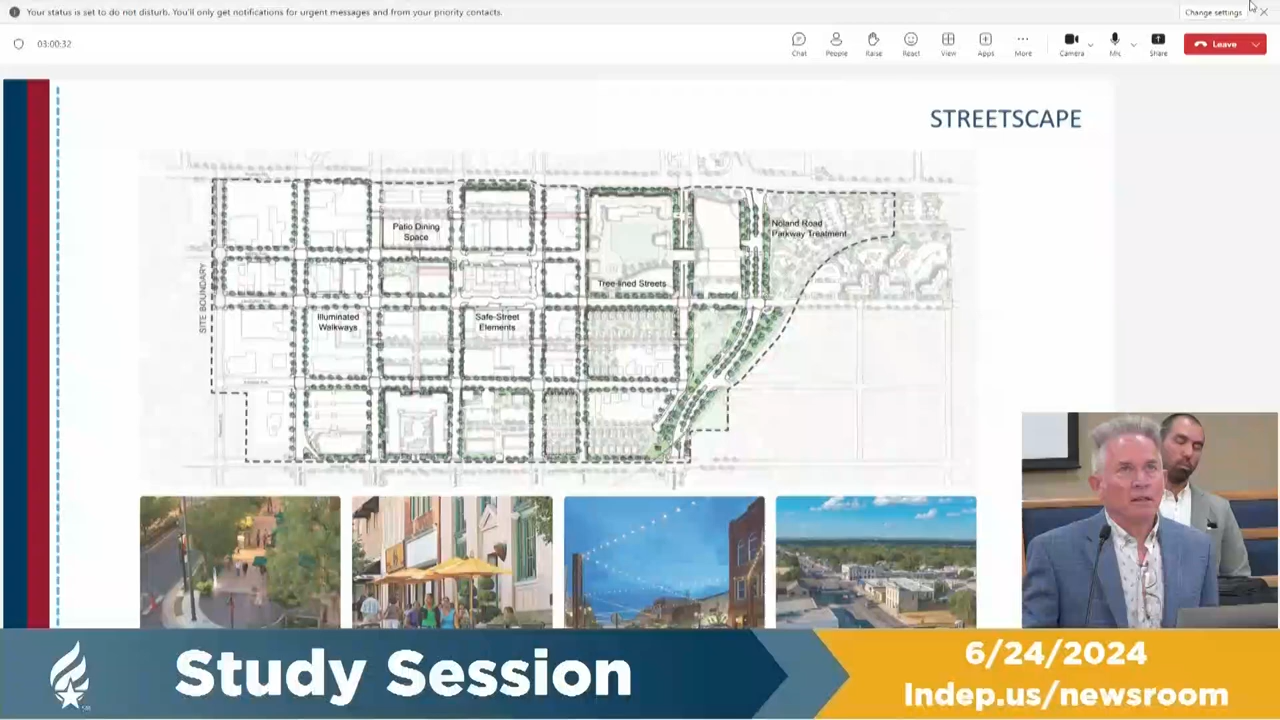 Your status is set to do not disturb. You'll only get notifications for urgent messages and from your priority contacts.
Change settings
03:00:32
Chat
People
Raise
React
View
Apps
More
Camera
Mic
Share
Leave
STREETSCAPE
Patio Dining
Space
Noland Road
Parkway Treatment
Tree-lined Streets
SITE BOUNDARY
Illuminated
Walkways
Safe-Street
Elements
Study Session
6/24/2024
Indep.us/newsroom